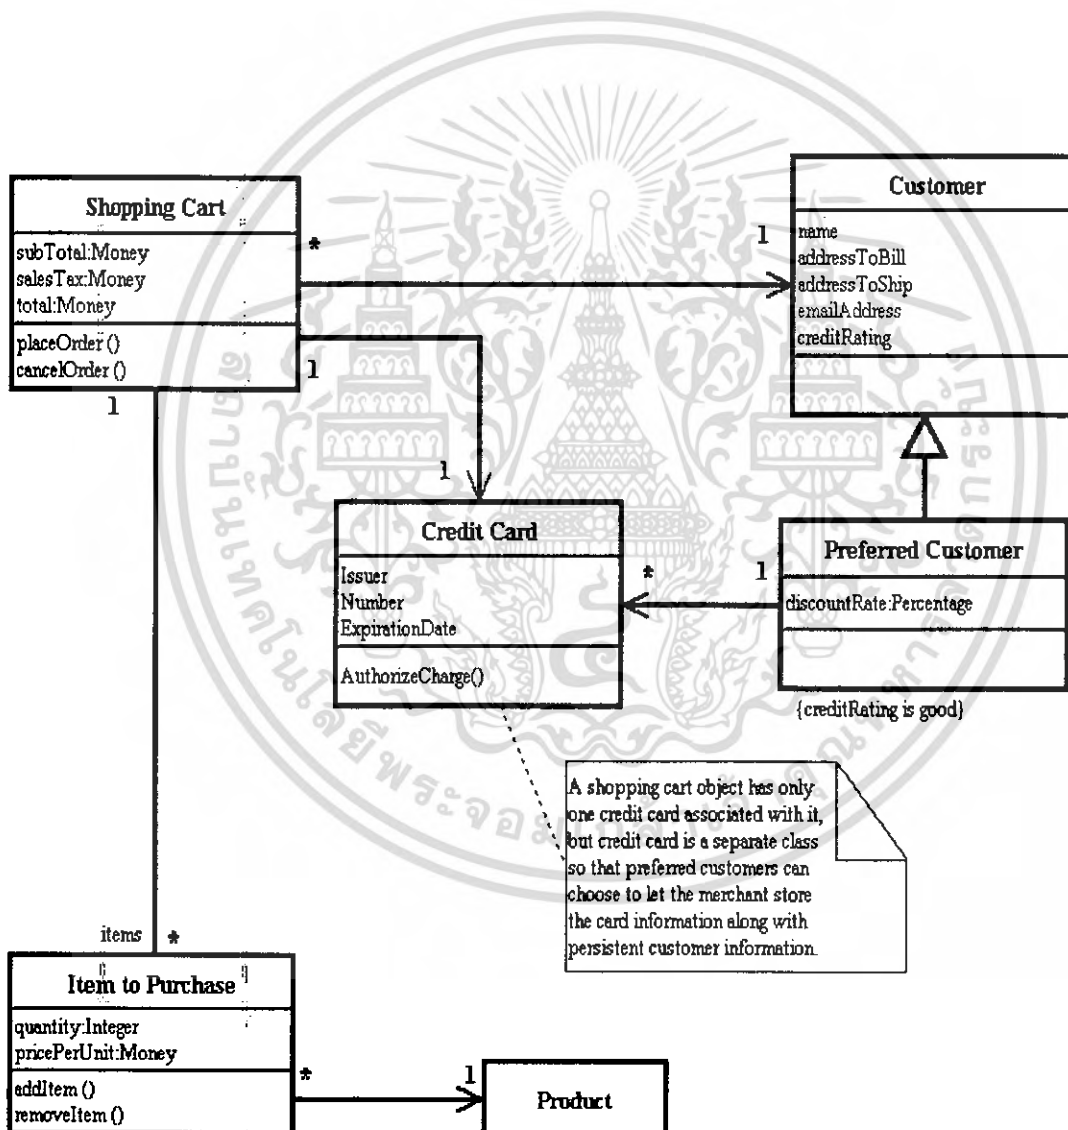 Shopping Cart
subTotal:Money
salesTax:Money
total:Money
placeOrder ()
cancelOrder ()
*
1
1
1
Customer
name
addressToBill
addressToShip
emailAddress
creditRating
1
Credit Card
Issuer
Number
ExpirationDate
AuthorizeCharge()
*
1
Preferred Customer
discountRate:Percentage
{creditRating is good}
A shopping cart object has only
one credit card associated with it,
but credit card is a separate class
so that preferred customers can
choose to let the merchant store
the card information along with
persistent customer information.
items *
Item to Purchase
quantity:Integer
pricePerUnit:Money
addItem ()
removeItem ()
*
1
Product